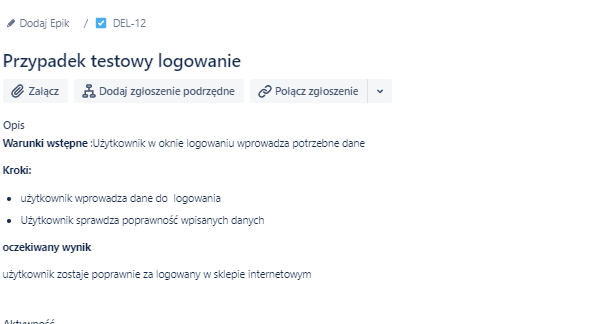 Dodaj Epik / DEL-12
Przypadek testowy logowanie
Załącz Dodaj zgłoszenie podrzędne Połącz zgłoszenie
Opis
Warunki wstępne :Użytkownik w oknie logowaniu wprowadza potrzebne dane
Kroki:
użytkownik wprowadza dane do logowania
Użytkownik sprawdza poprawność wpisanych danych
oczekiwany wynik
użytkownik zostaje poprawnie za logowany w sklepie internetowym
Aktywność